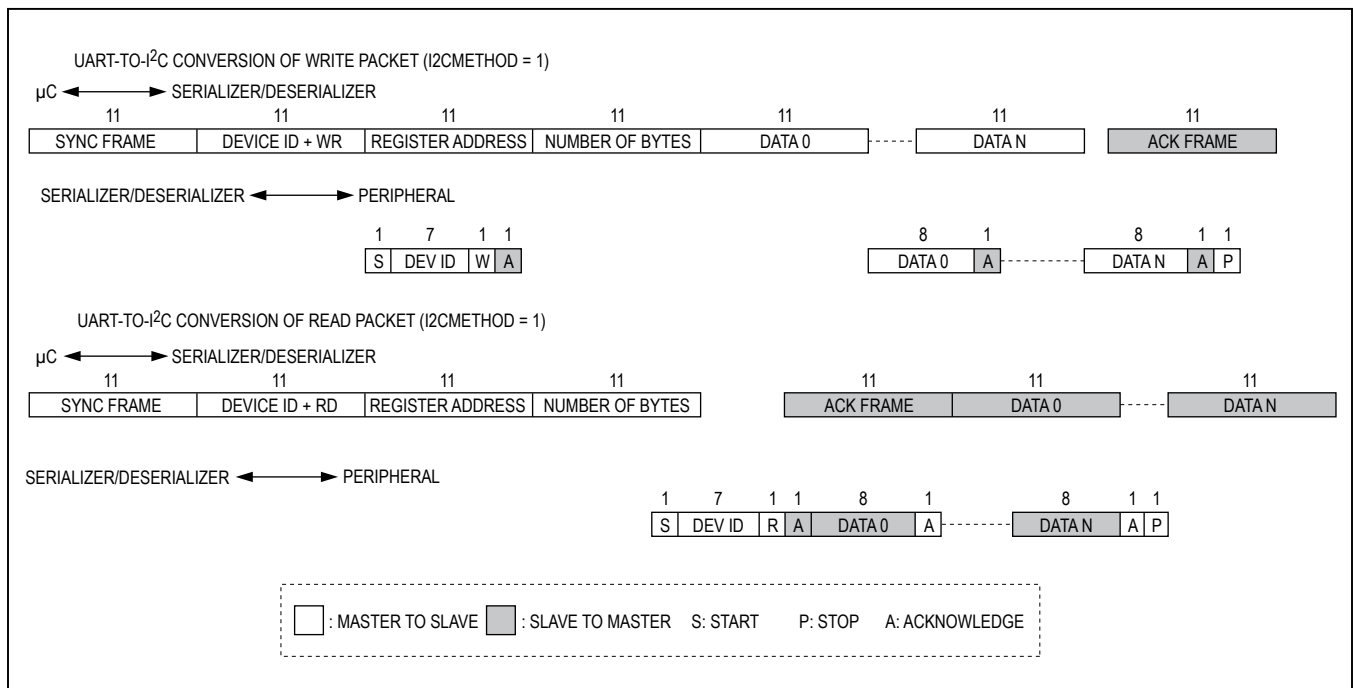 UART-TO-I2C CONVERSION OF WRITE PACKET (I2CMETHOD = 1)
µC SERIALIZER/DESERIALIZER
11 11 11 11 11 11 11
SYNC FRAME DEVICE ID + WR REGISTER ADDRESS NUMBER OF BYTES DATA 0 DATA N ACK FRAME
SERIALIZER/DESERIALIZER PERIPHERAL
1 7 1 1 8 1 8 1 1
S DEV ID W A DATA 0 A DATA N A P
UART-TO-I2C CONVERSION OF READ PACKET (I2CMETHOD = 1)
µC SERIALIZER/DESERIALIZER
11 11 11 11 11 11 11
SYNC FRAME DEVICE ID + RD REGISTER ADDRESS NUMBER OF BYTES ACK FRAME DATA 0 DATA N
SERIALIZER/DESERIALIZER PERIPHERAL
1 7 1 1 8 1 8 1 1
S DEV ID R A DATA 0 A DATA N A P
: MASTER TO SLAVE : SLAVE TO MASTER S: START P: STOP A: ACKNOWLEDGE